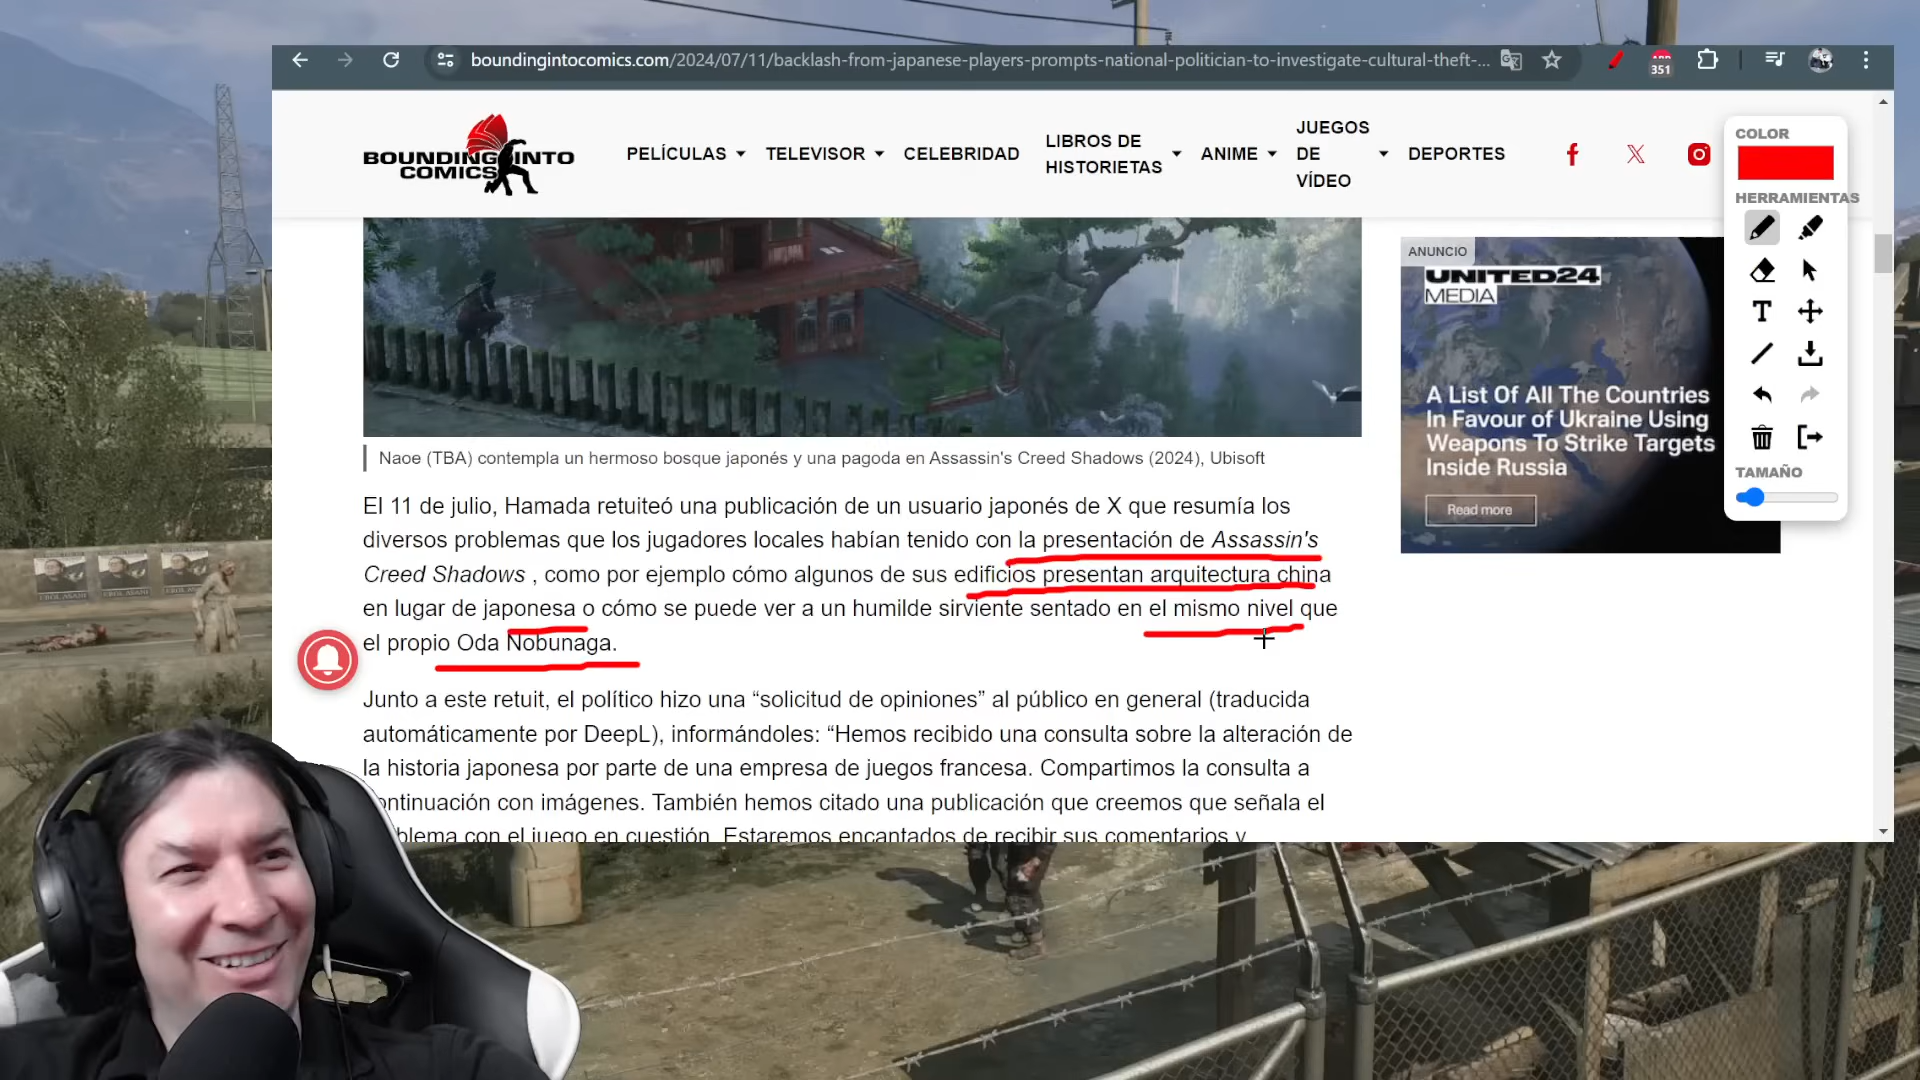 boundingintocomics.com/2024/07/11/backlash-from-japanese-players-prompts-national-politician-to-investigate-cultural-theft-...
351
BOUNDING INTO
COMICS
PELÍCULAS
TELEVISOR
CELEBRIDAD
LIBROS DE
HISTORIETAS
ANIME
JUEGOS
DE
VÍDEO
DEPORTES
COLOR
HERRAMIENTAS
T
TAMAÑO
ANUNCIO
UNITED24
MEDIA
A List Of All The Countries
In Favour of Ukraine Using
Weapons To Strike Targets
Inside Russia
Read more
Naoe (TBA) contempla un hermoso bosque japonés y una pagoda en Assassin's Creed Shadows (2024), Ubisoft
El 11 de julio, Hamada retuiteó una publicación de un usuario japonés de X que resumía los
diversos problemas que los jugadores locales habían tenido con la presentación de Assassin's
Creed Shadows , como por ejemplo cómo algunos de sus edificios presentan arquitectura china
en lugar de japonesa o cómo se puede ver a un humilde sirviente sentado en el mismo nivel que
el propio Oda Nobunaga.
Junto a este retuit, el político hizo una “solicitud de opiniones” al público en general (traducida
automáticamente por DeepL), informándoles: “Hemos recibido una consulta sobre la alteración de
la historia japonesa por parte de una empresa de juegos francesa. Compartimos la consulta a
ontinuación con imágenes. También hemos citado una publicación que creemos que señala el
blema con el juego en cuestión. Estaremos encantados de recibir sus comentarios y